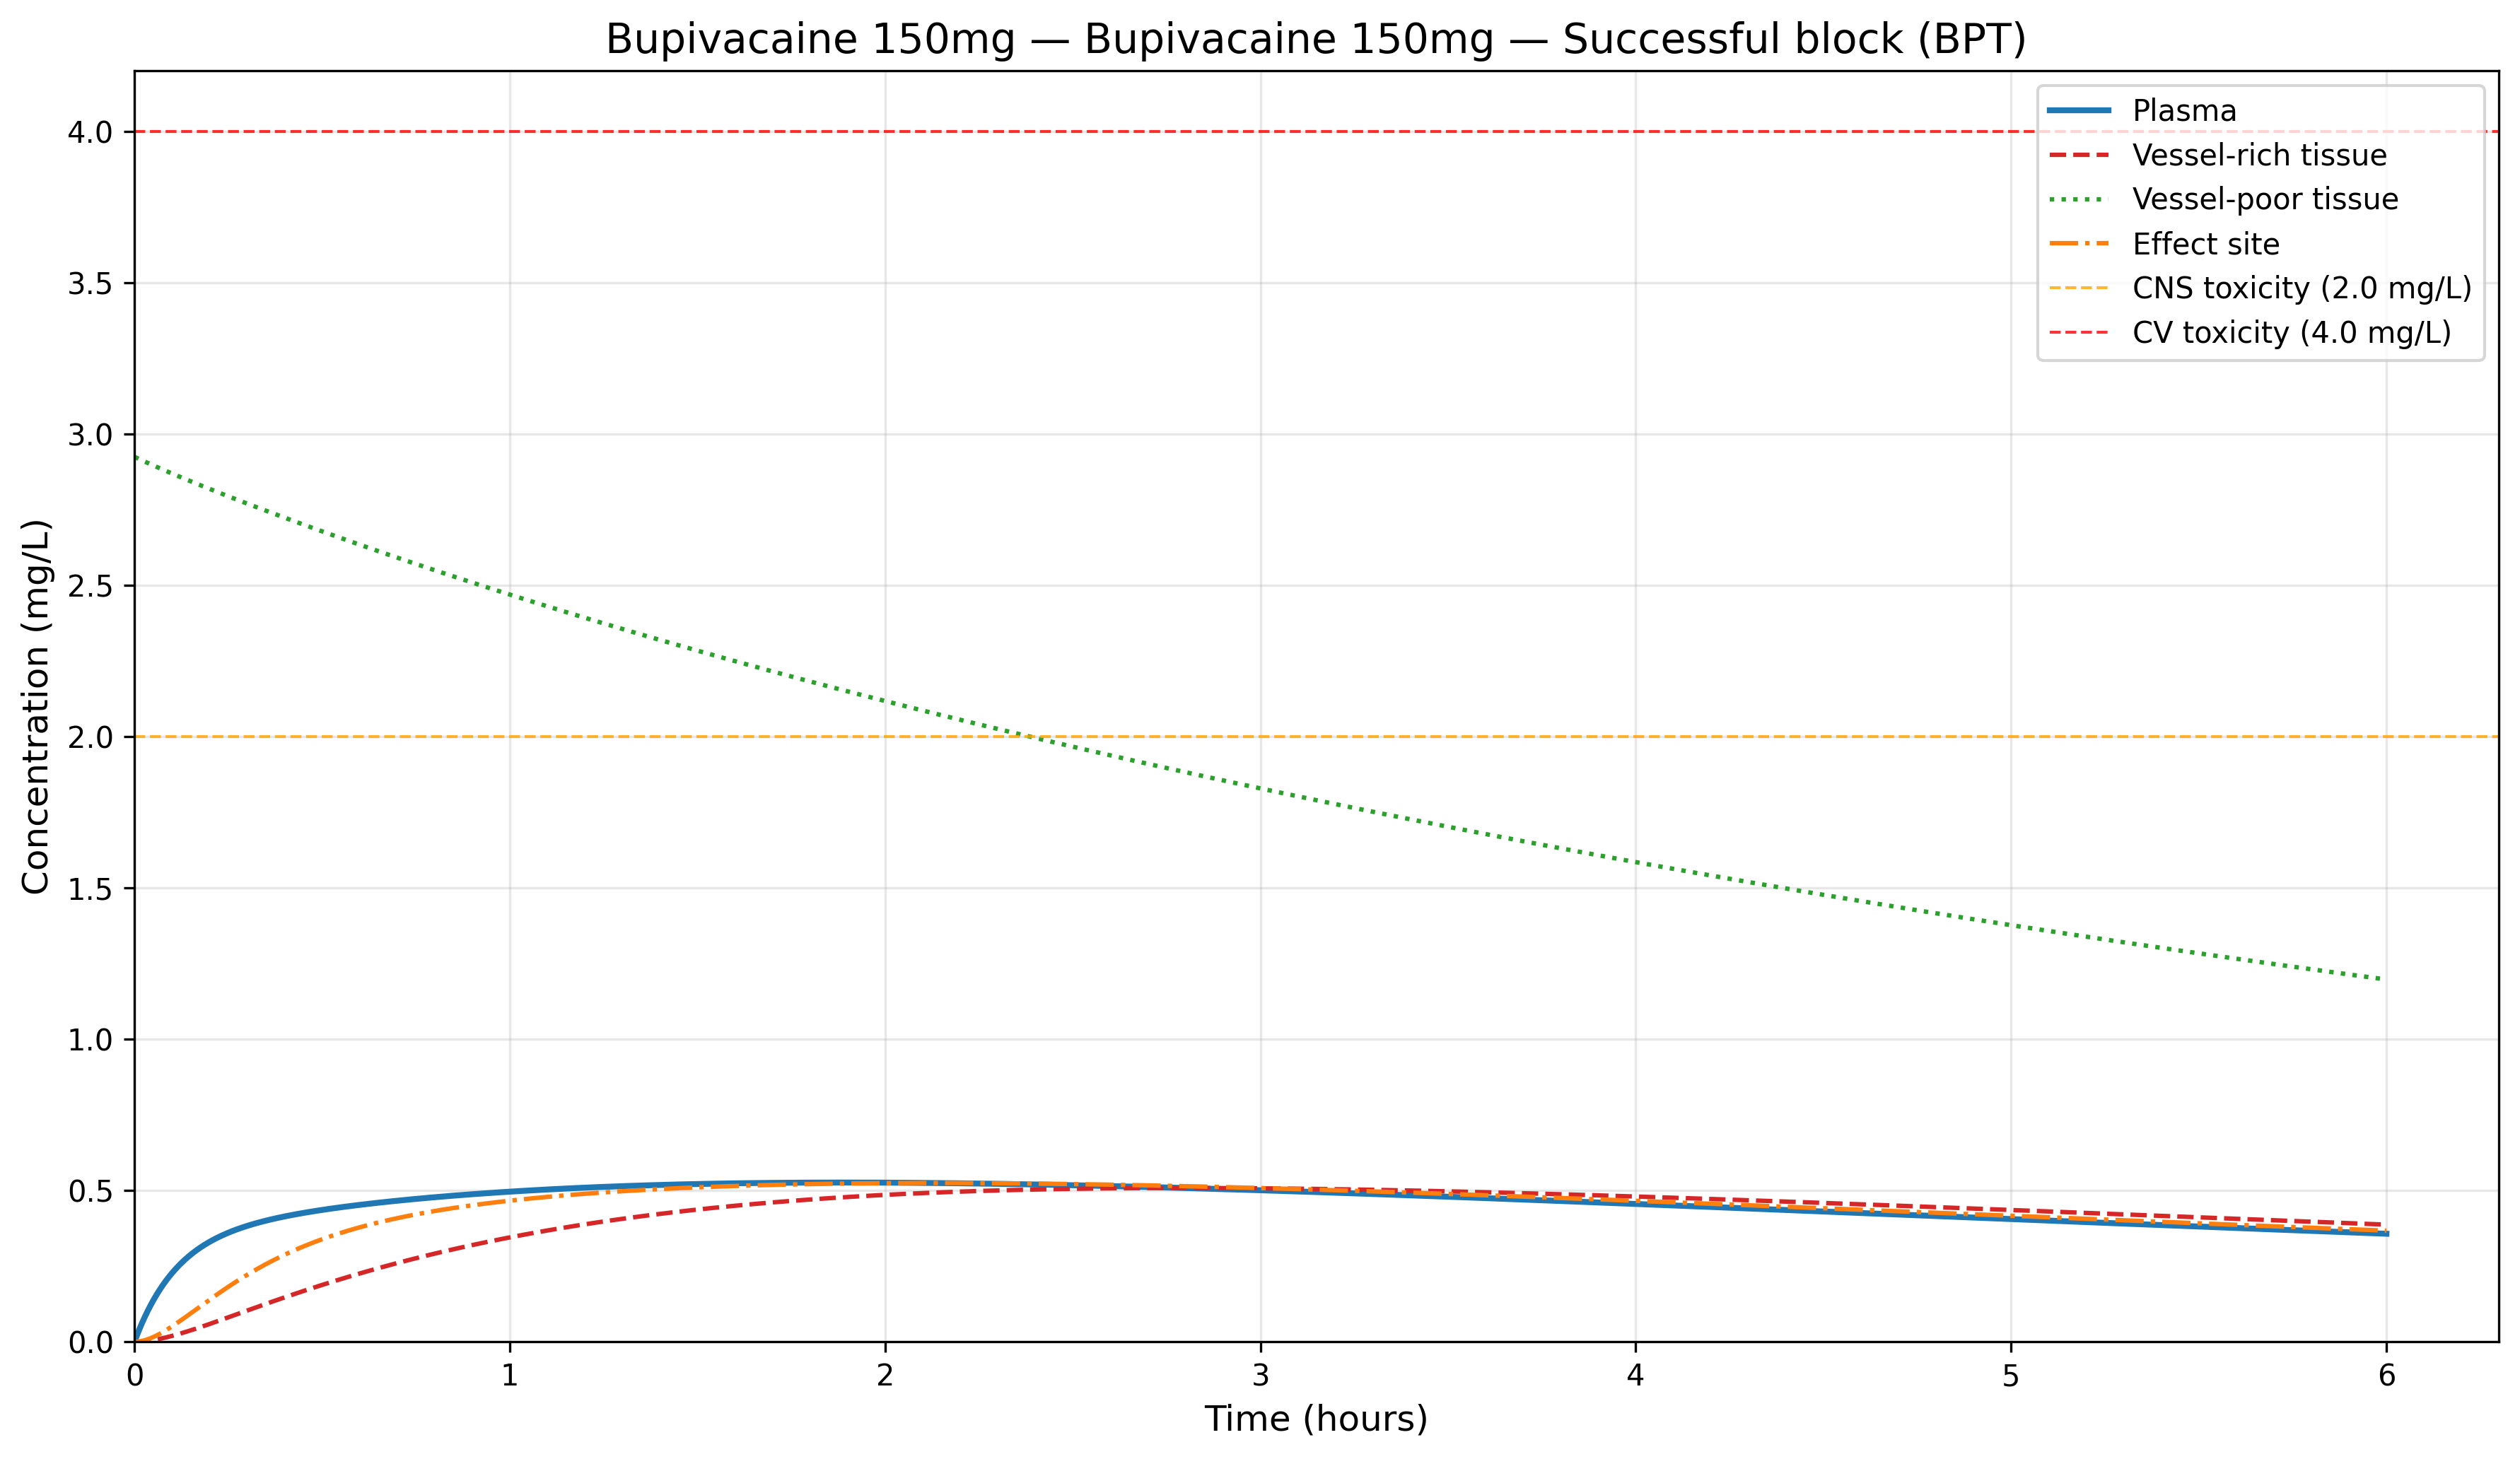 Bupivacaine 150mg — Bupivacaine 150mg — Successful block (BPT)
Concentration (mg/L)
4.0
3.5
3.0
2.5
2.0
1.5
1.0
0.5
0.0
Plasma
Vessel-rich tissue
Vessel-poor tissue
Effect site
CNS toxicity (2.0 mg/L)
CV toxicity (4.0 mg/L)
0 1 2 3 4 5 6
Time (hours)